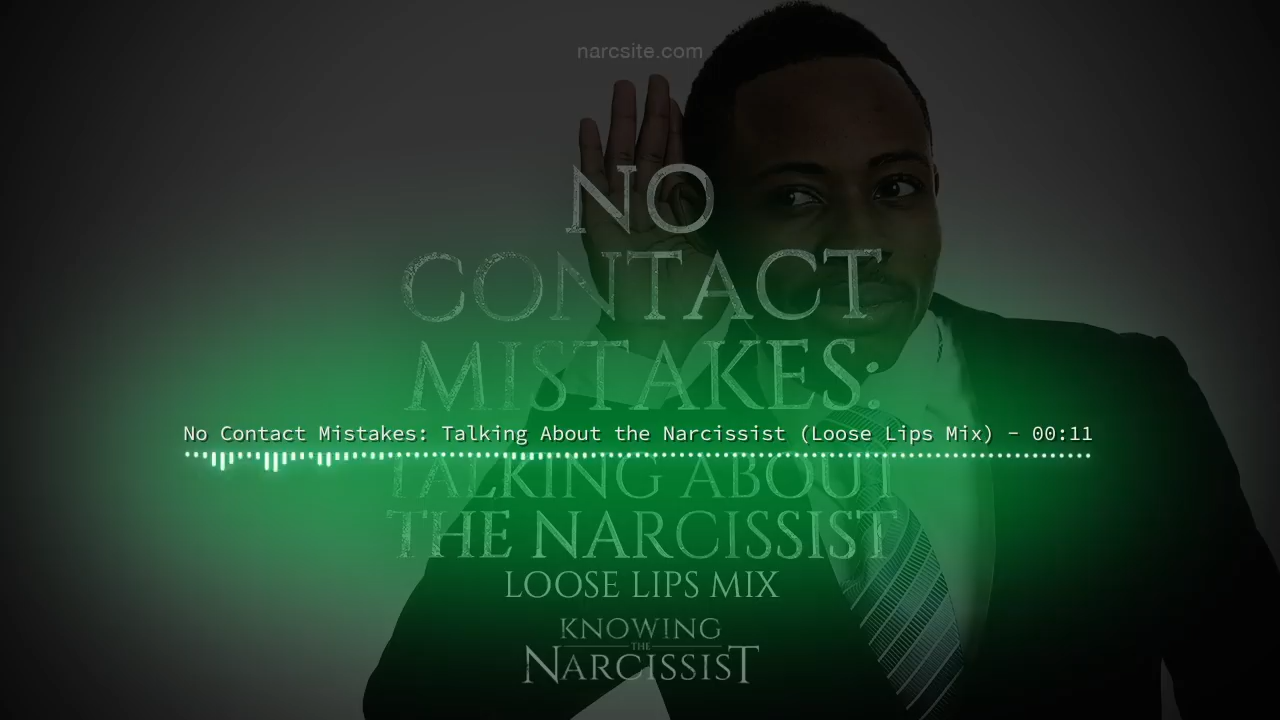 narcsite.com
NO
CONTACT
MISTAKES:
No Contact Mistakes: Talking About the Narcissist (Loose Lips Mix) - 00:11
TALKING ABOUT
THE NARCISSIST
LOOSE LIPS MIX
KNOWING
THE
NARCISSIST